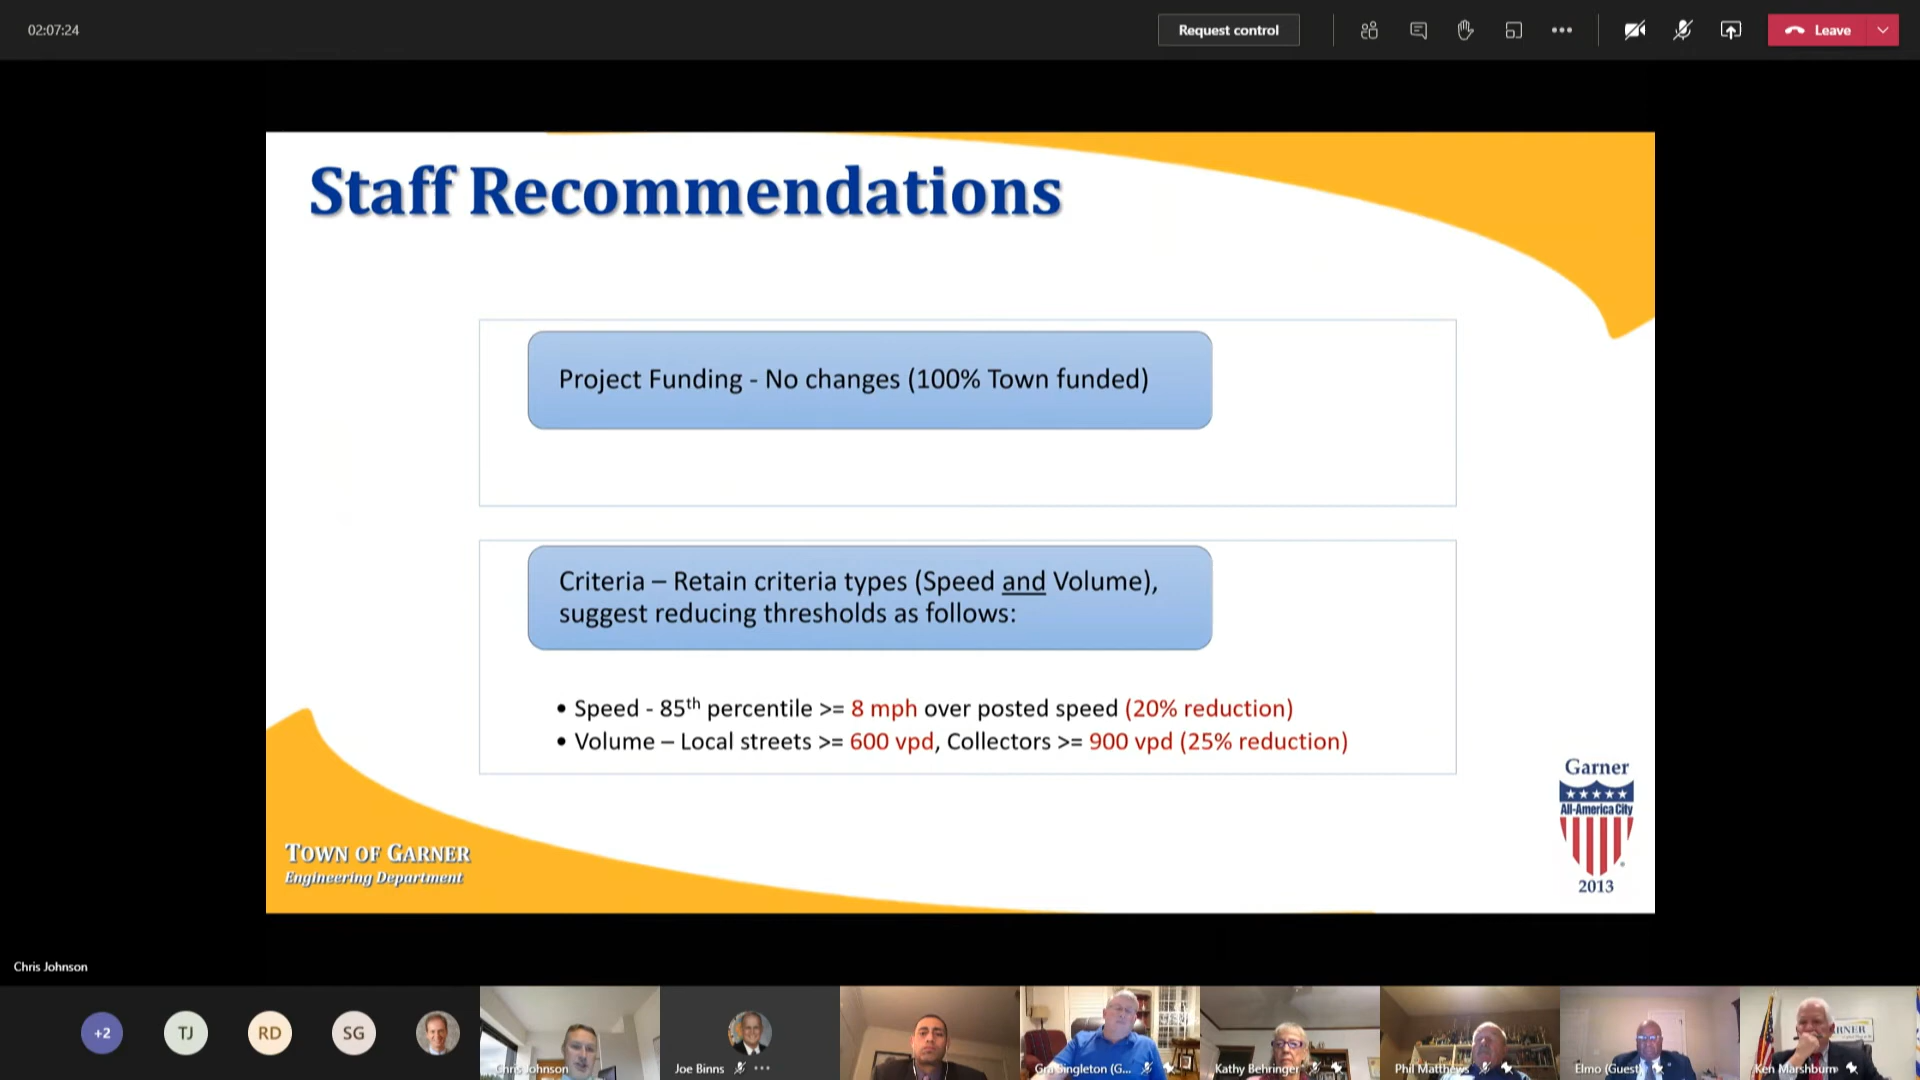 02:07:24
Request control
Leave
Staff Recommendations
Project Funding - No changes (100% Town funded)
Criteria – Retain criteria types (Speed and Volume),
suggest reducing thresholds as follows:
• Speed - 85th percentile >= 8 mph over posted speed (20% reduction)
• Volume – Local streets >= 600 vpd, Collectors >= 900 vpd (25% reduction)
Garner
All-America City
2013
TOWN OF GARNER
Engineering Department
Chris Johnson
+2
TJ
RD
SG
Chris Johnson
Joe Binns
Singleton (G...
Kathy Behringer
Phil Matthews
Elmo (Guest)
Ken Marshburn